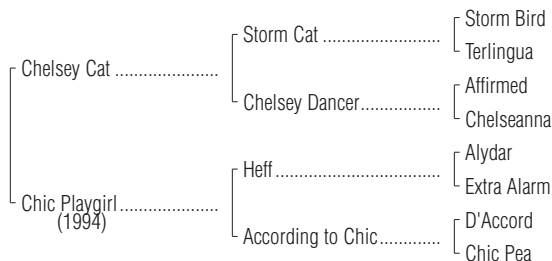 Storm Bird
Storm Cat ............................
Terlingua
Chelsey Cat ......................
Affirmed
Chelsey Dancer...................
Chelseanna
Alydar
Heff.......................................
Extra Alarm
Chic Playgirl.....................
(1994)
D'Accord
According to Chic..............
Chic Pea